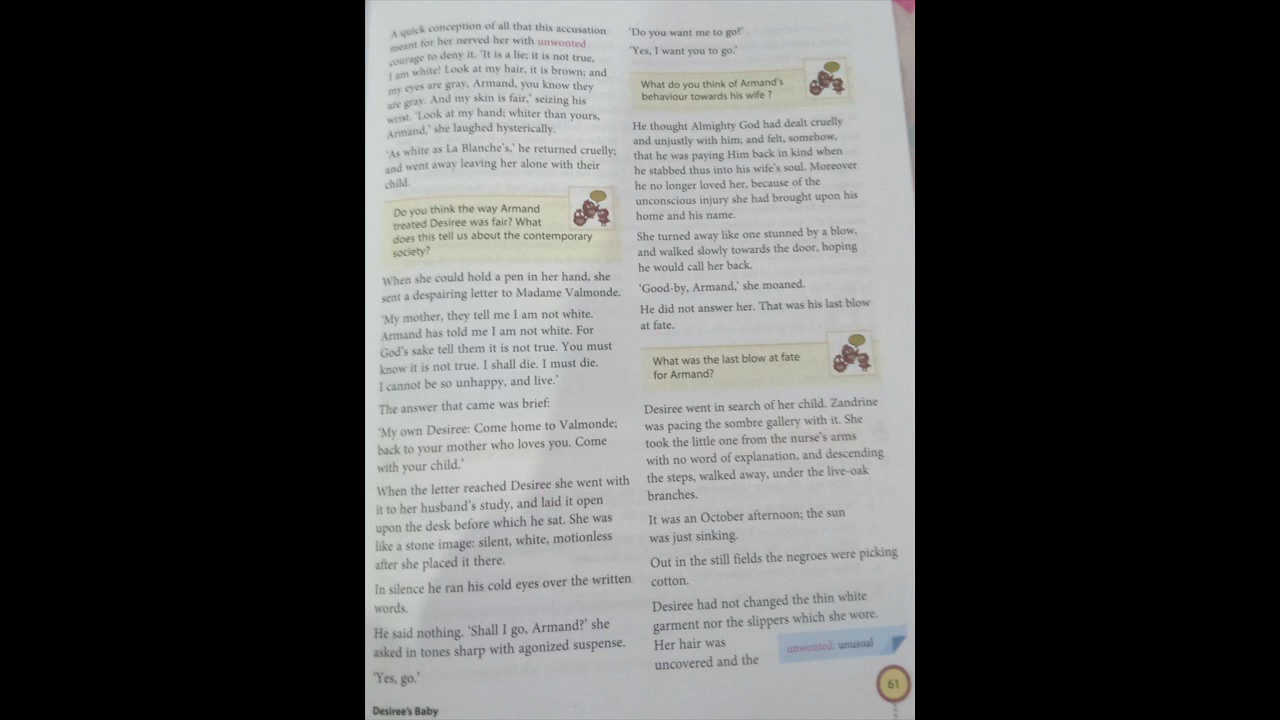 A quick conception of all that this accusation
meant for her nerved her with unwonted
courage to deny it. 'It is a lie; it is not true,
I am white! Look at my hair, it is brown; and
my eyes are gray, Armand, you know they
are gray. And my skin is fair,' seizing his
wrist. 'Look at my hand; whiter than yours,
Armand,' she laughed hysterically.
'As white as La Blanche's,' he returned cruelly;
and went away leaving her alone with their
child.
Do you think the way Armand
treated Desiree was fair? What
does this tell us about the contemporary
society?
When she could hold a pen in her hand, she
sent a despairing letter to Madame Valmonde.
'My mother, they tell me I am not white.
Armand has told me I am not white. For
God's sake tell them it is not true. You must
know it is not true. I shall die. I must die.
I cannot be so unhappy, and live.'
The answer that came was brief:
'My own Desiree: Come home to Valmonde;
back to your mother who loves you. Come
with your child.'
When the letter reached Desiree she went with
it to her husband's study, and laid it open
upon the desk before which he sat. She was
like a stone image: silent, white, motionless
after she placed it there.
In silence he ran his cold eyes over the written
words.
He said nothing. 'Shall I go, Armand?' she
asked in tones sharp with agonized suspense.
'Yes, go.'
Desiree's Baby
'Do you want me to go?'
'Yes, I want you to go.'
What do you think of Armand's
behaviour towards his wife ?
He thought Almighty God had dealt cruelly
and unjustly with him; and felt, somehow,
that he was paying Him back in kind when
he stabbed thus into his wife's soul. Moreover
he no longer loved her, because of the
unconscious injury she had brought upon his
home and his name.
She turned away like one stunned by a blow,
and walked slowly towards the door, hoping
he would call her back.
'Good-by, Armand,' she moaned.
He did not answer her. That was his last blow
at fate.
What was the last blow at fate
for Armand?
Desiree went in search of her child. Zandrine
was pacing the sombre gallery with it. She
took the little one from the nurse's arms
with no word of explanation, and descending
the steps, walked away, under the live-oak
branches.
It was an October afternoon; the sun
was just sinking.
Out in the still fields the negroes were picking
cotton.
Desiree had not changed the thin white
garment nor the slippers which she wore.
Her hair was
uncovered and the
unwonted: unusual
61